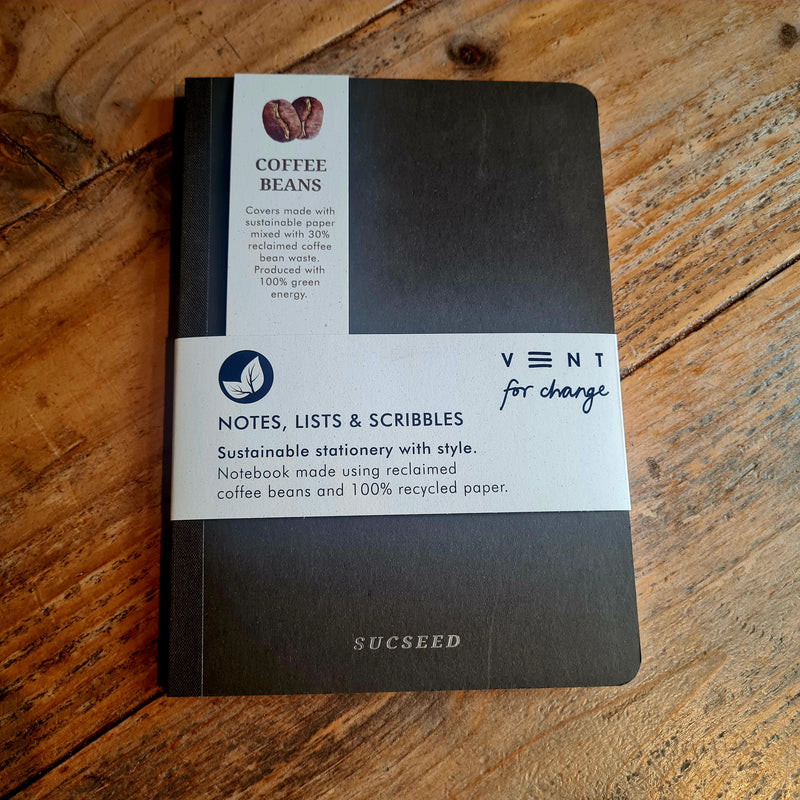 COFFEE
BEANS
Covers made with
sustainable paper
mixed with 30%
reclaimed coffee
bean waste.
Produced with
100% green
energy.
VENT
for change
NOTES, LISTS & SCRIBBLES
Sustainable stationery with style.
Notebook made using reclaimed
coffee beans and 100% recycled paper.
SUCSEED